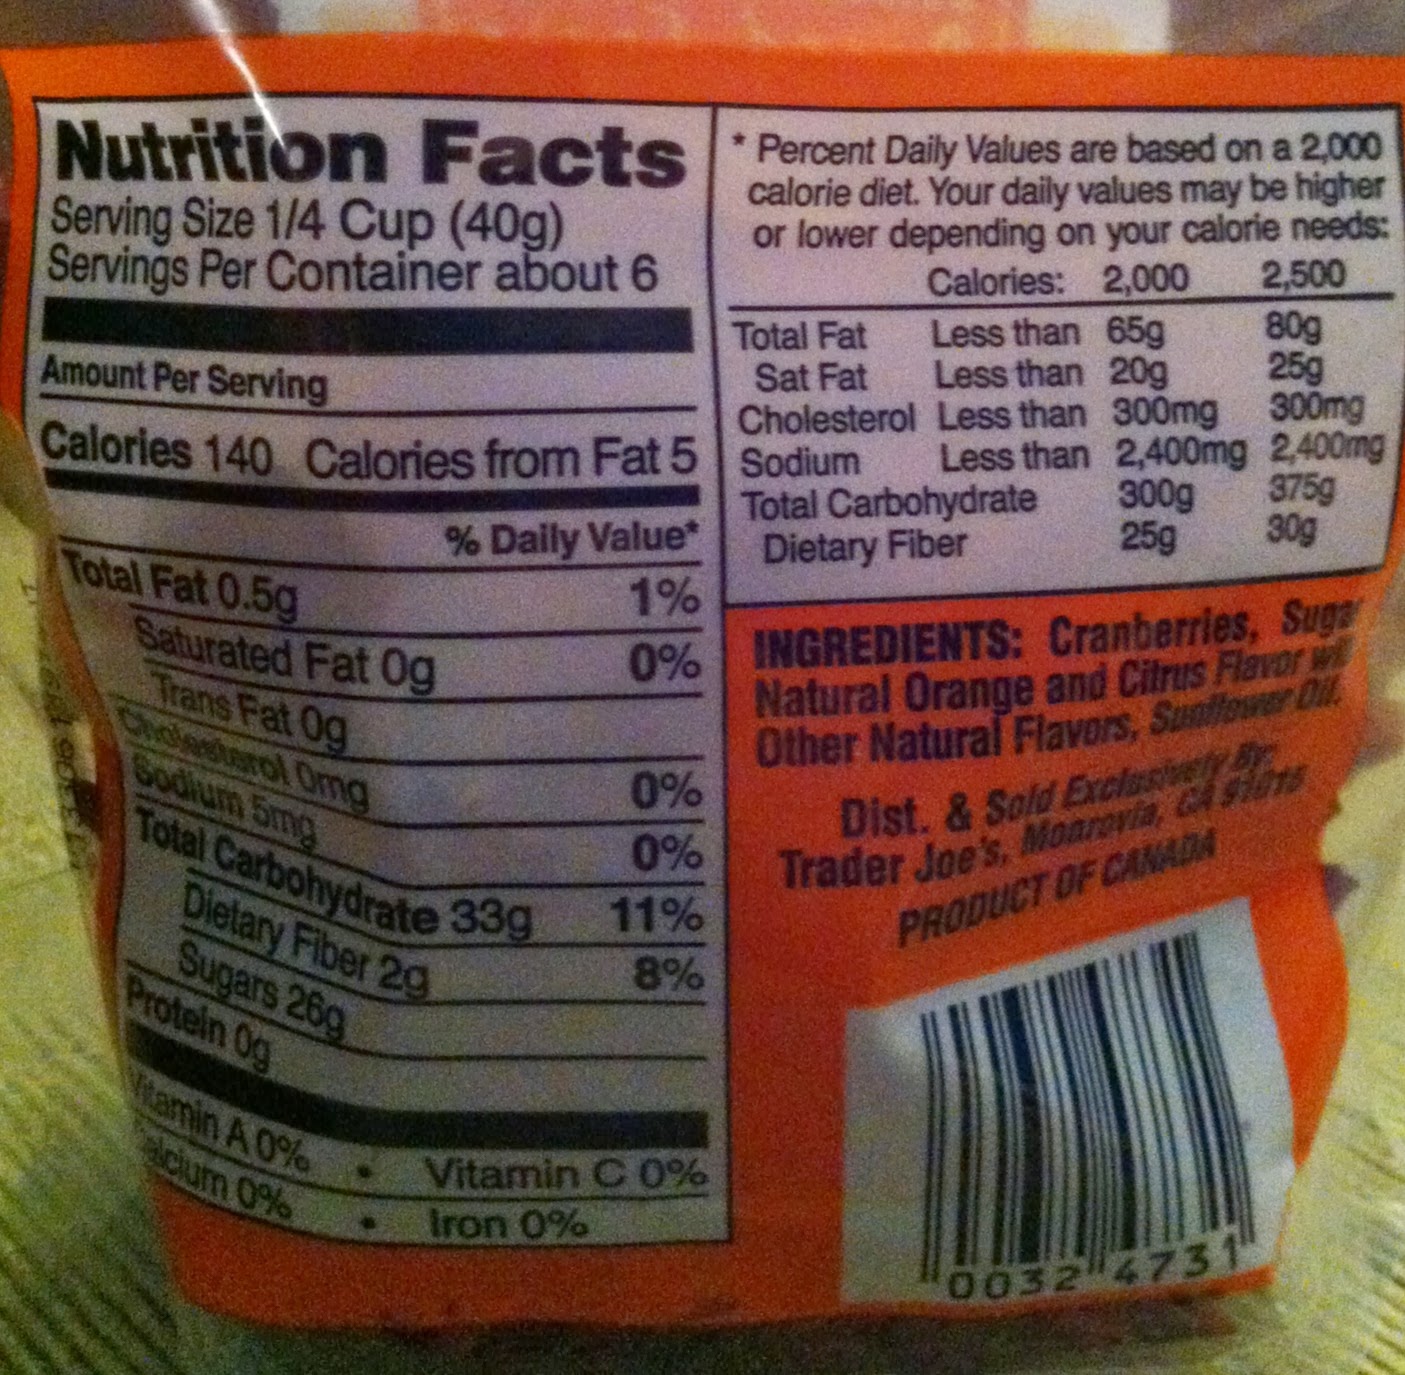 Nutrition Facts
Serving Size 1/4 Cup (40g)
Servings Per Container about 6
Amount Per Serving
Calories 140 Calories from Fat 5
% Daily Value*
Total Fat 0.5g 1%
Saturated Fat 0g 0%
Trans Fat 0g
Cholesterol 0mg 0%
Sodium 5mg 0%
Total Carbohydrate 33g 11%
Dietary Fiber 2g 8%
Sugars 26g
Protein 0g
Vitamin A 0% • Vitamin C 0%
Calcium 0% • Iron 0%
* Percent Daily Values are based on a 2,000
calorie diet. Your daily values may be higher
or lower depending on your calorie needs:
Calories: 2,000 2,500
Total Fat Less than 65g 80g
Sat Fat Less than 20g 25g
Cholesterol Less than 300mg 300mg
Sodium Less than 2,400mg 2,400mg
Total Carbohydrate 300g 375g
Dietary Fiber 25g 30g
INGREDIENTS: Cranberries, Sugar
Natural Orange and Citrus Flavor wi
Other Natural Flavors, Sunflower Oil.
Dist. & Sold Exclusively By:
Trader Joe's, Monrovia, CA 91016
PRODUCT OF CANADA
0032 4731